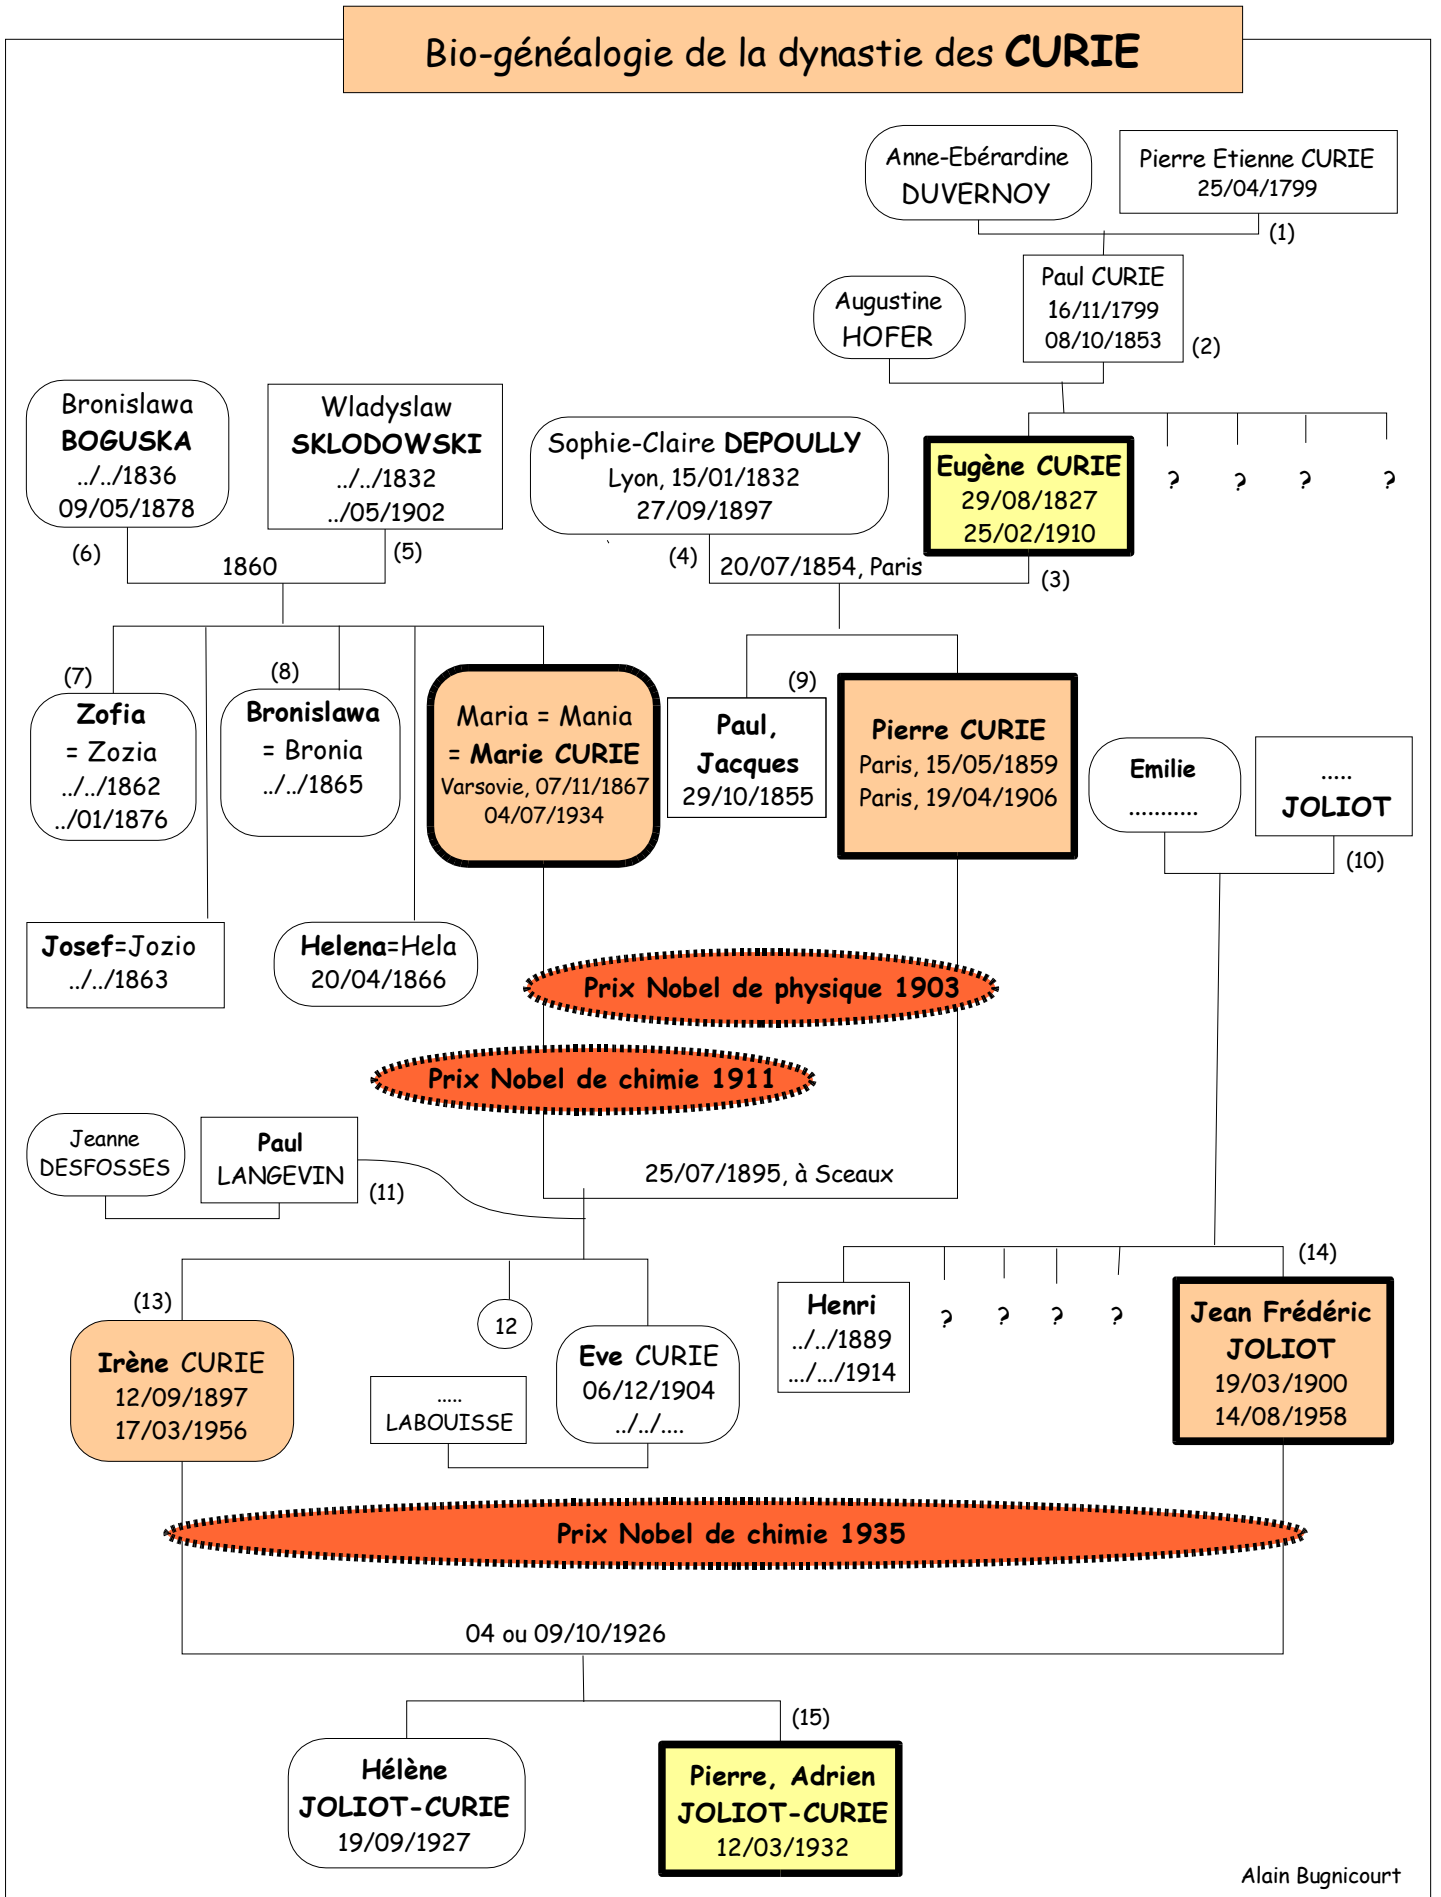 Bio-généalogie de la dynastie des CURIE
Anne-Ebérardine
DUVERNOY
Pierre Etienne CURIE
25/04/1799
(1)
Paul CURIE
16/11/1799
08/10/1853
(2)
Augustine
HOFER
Bronislawa
BOGUSKA
../../1836
09/05/1878
(6)
Wladyslaw
SKLODOWSKI
../../1832
../05/1902
(5)
1860
Sophie-Claire DEPOULLY
Lyon, 15/01/1832
27/09/1897
(4)
Eugène CURIE
29/08/1827
25/02/1910
(3)
?
?
?
?
20/07/1854, Paris
(7)
Zofia
= Zozia
../../1862
../01/1876
(8)
Bronislawa
= Bronia
../../1865
Maria = Mania
= Marie CURIE
Varsovie, 07/11/1867
04/07/1934
(9)
Paul,
Jacques
29/10/1855
Pierre CURIE
Paris, 15/05/1859
Paris, 19/04/1906
Emilie
...........
.....
JOLIOT
(10)
Josef=Jozio
../../1863
Helena=Hela
20/04/1866
Prix Nobel de physique 1903
Prix Nobel de chimie 1911
Jeanne
DESFOSSES
Paul
LANGEVIN
(11)
25/07/1895, à Sceaux
(13)
Irène CURIE
12/09/1897
17/03/1956
12
.....
LABOUISSE
Eve CURIE
06/12/1904
../../....
Henri
../../1889
.../.../1914
?
?
?
?
(14)
Jean Frédéric
JOLIOT
19/03/1900
14/08/1958
Prix Nobel de chimie 1935
04 ou 09/10/1926
Hélène
JOLIOT-CURIE
19/09/1927
(15)
Pierre, Adrien
JOLIOT-CURIE
12/03/1932
Alain Bugnicourt